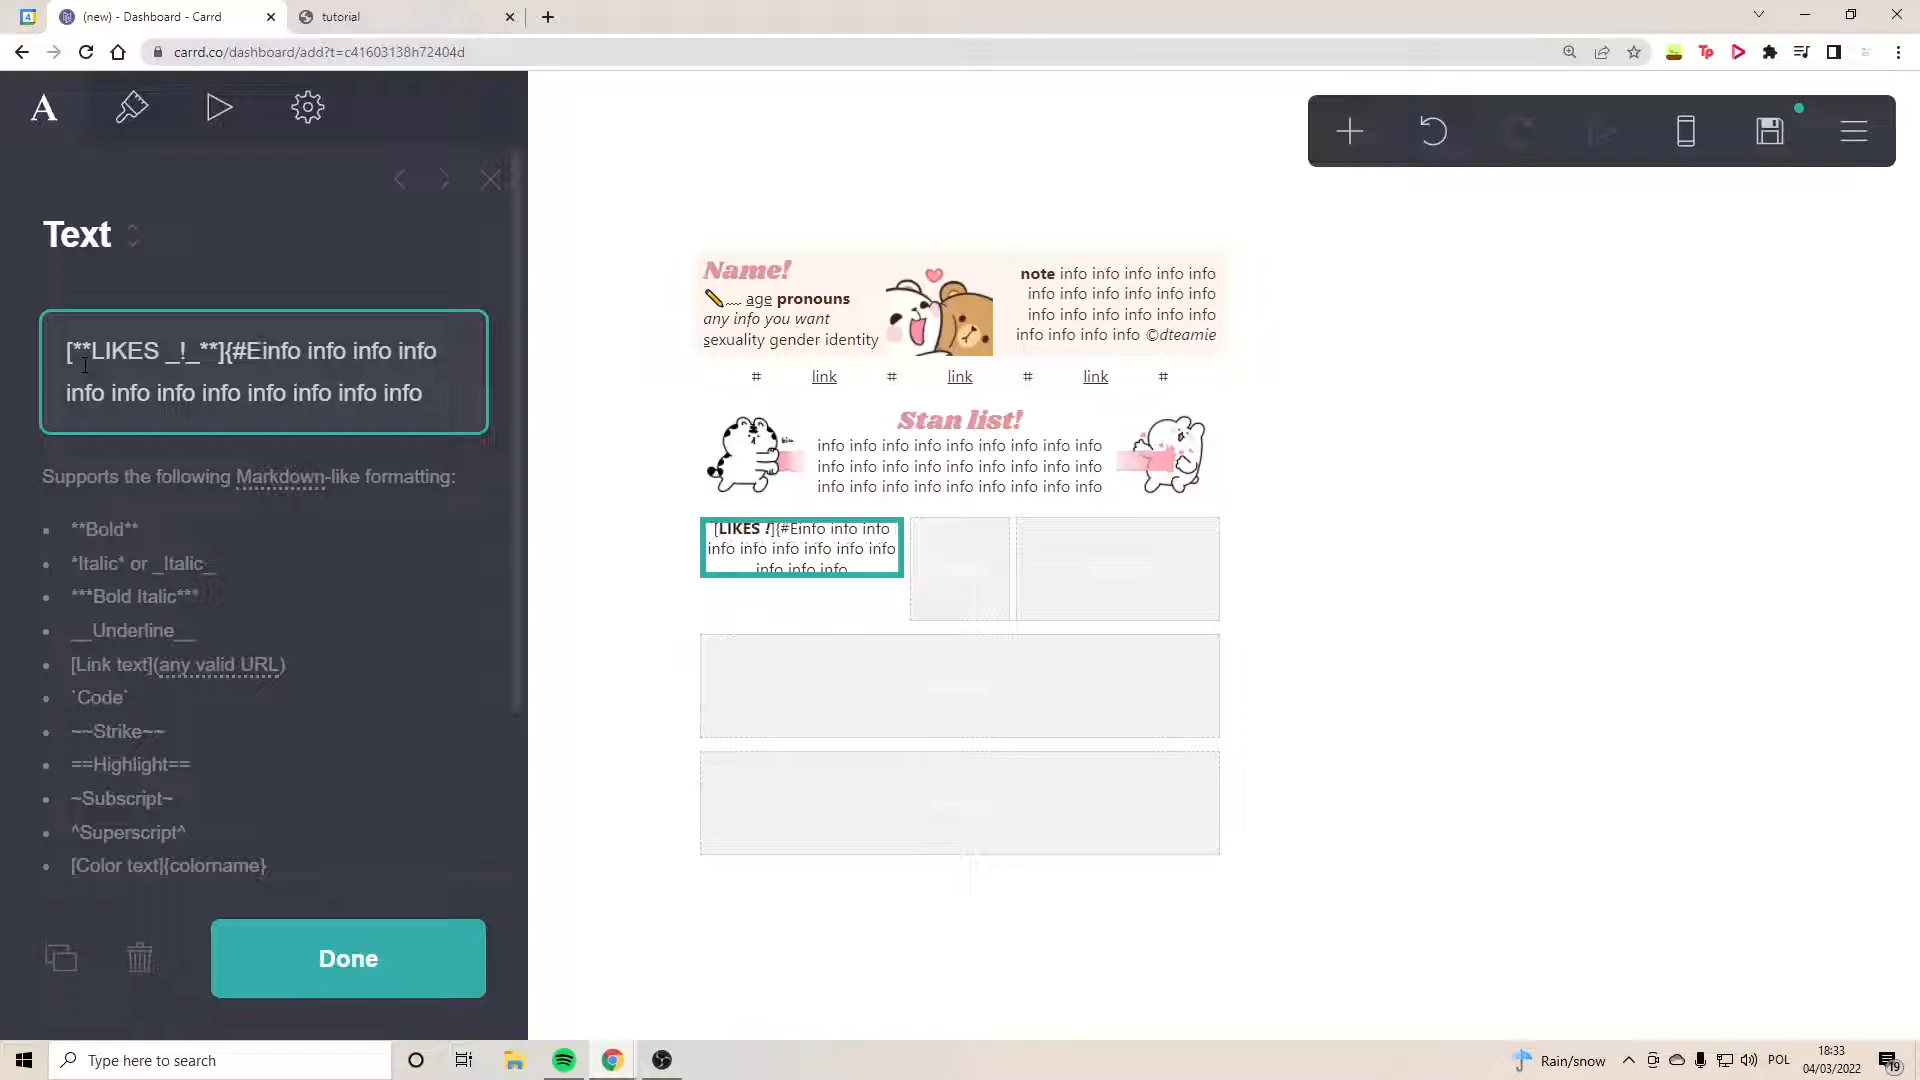 (new) - Dashboard - Carrd
tutorial
carrd.co/dashboard/add?t=c41603138h72404d
A
Text
[**LIKES _!_**]{#Einfo info info info
info info info info info info info info
Supports the following Markdown-like formatting:
**Bold**
*Italic* or _Italic_
***Bold Italic***
__Underline__
[Link text](any valid URL)
`Code`
~~Strike~~
==Highlight==
~Subscript~
^Superscript^
[Color text]{colorname}
Done
Name!
age pronouns
any info you want
sexuality gender identity
note info info info info info
info info info info info info
info info info info info info
info info info info ©dteamie
# link # link # link #
Stan list!
info info info info info info info info info
info info info info info info info info info
info info info info info info info info info
[LIKES !]{#Einfo info info
info info info info info info
info info info
Type here to search
Rain/snow
POL
18:33
04/03/2022
19